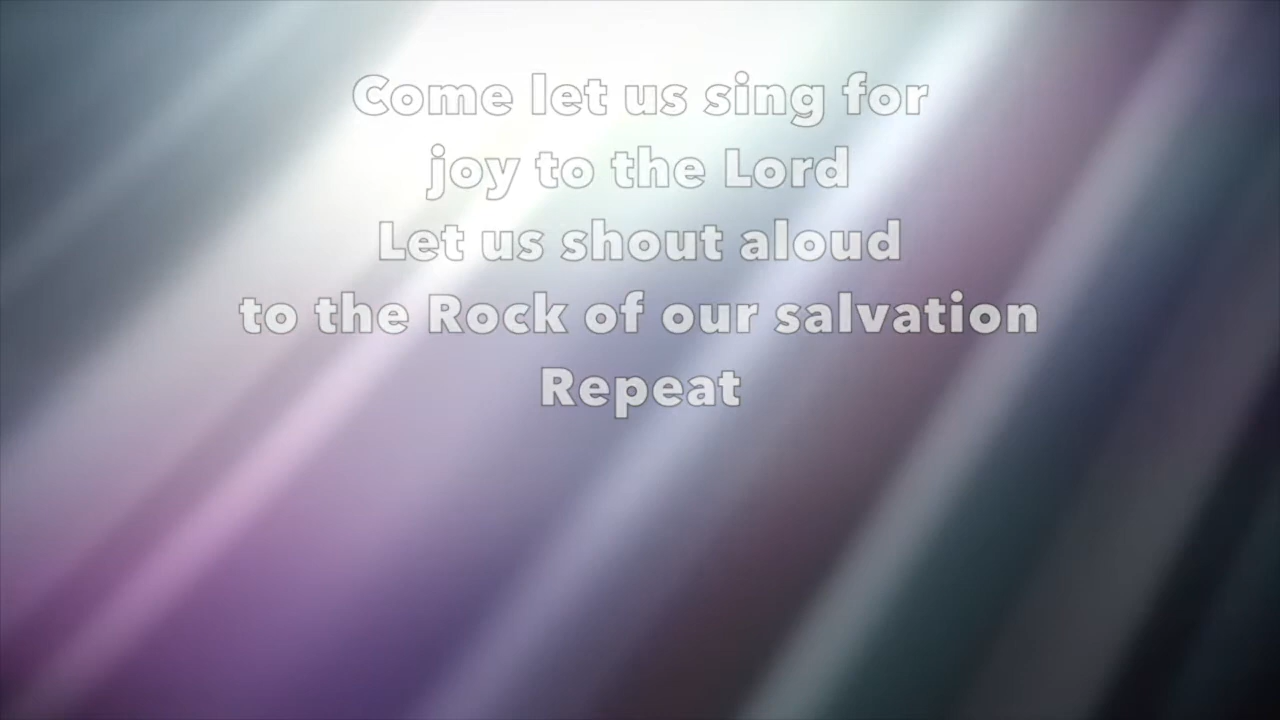 Come let us sing for
joy to the Lord
Let us shout aloud
to the Rock of our salvation
Repeat